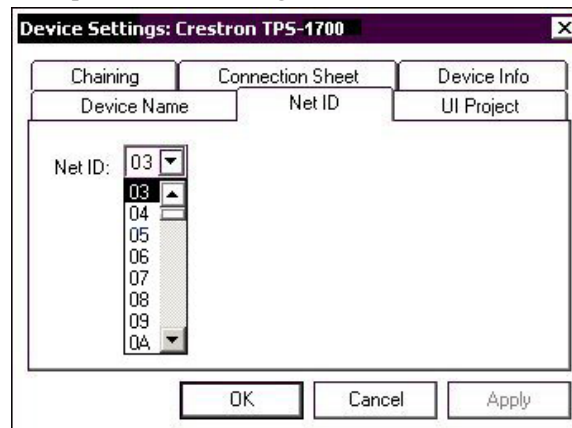 Device Settings: Crestron TPS-1700
Chaining Connection Sheet Device Info
Device Name Net ID UI Project
Net ID: 03
03
04
05
06
07
08
09
0A
OK Cancel Apply